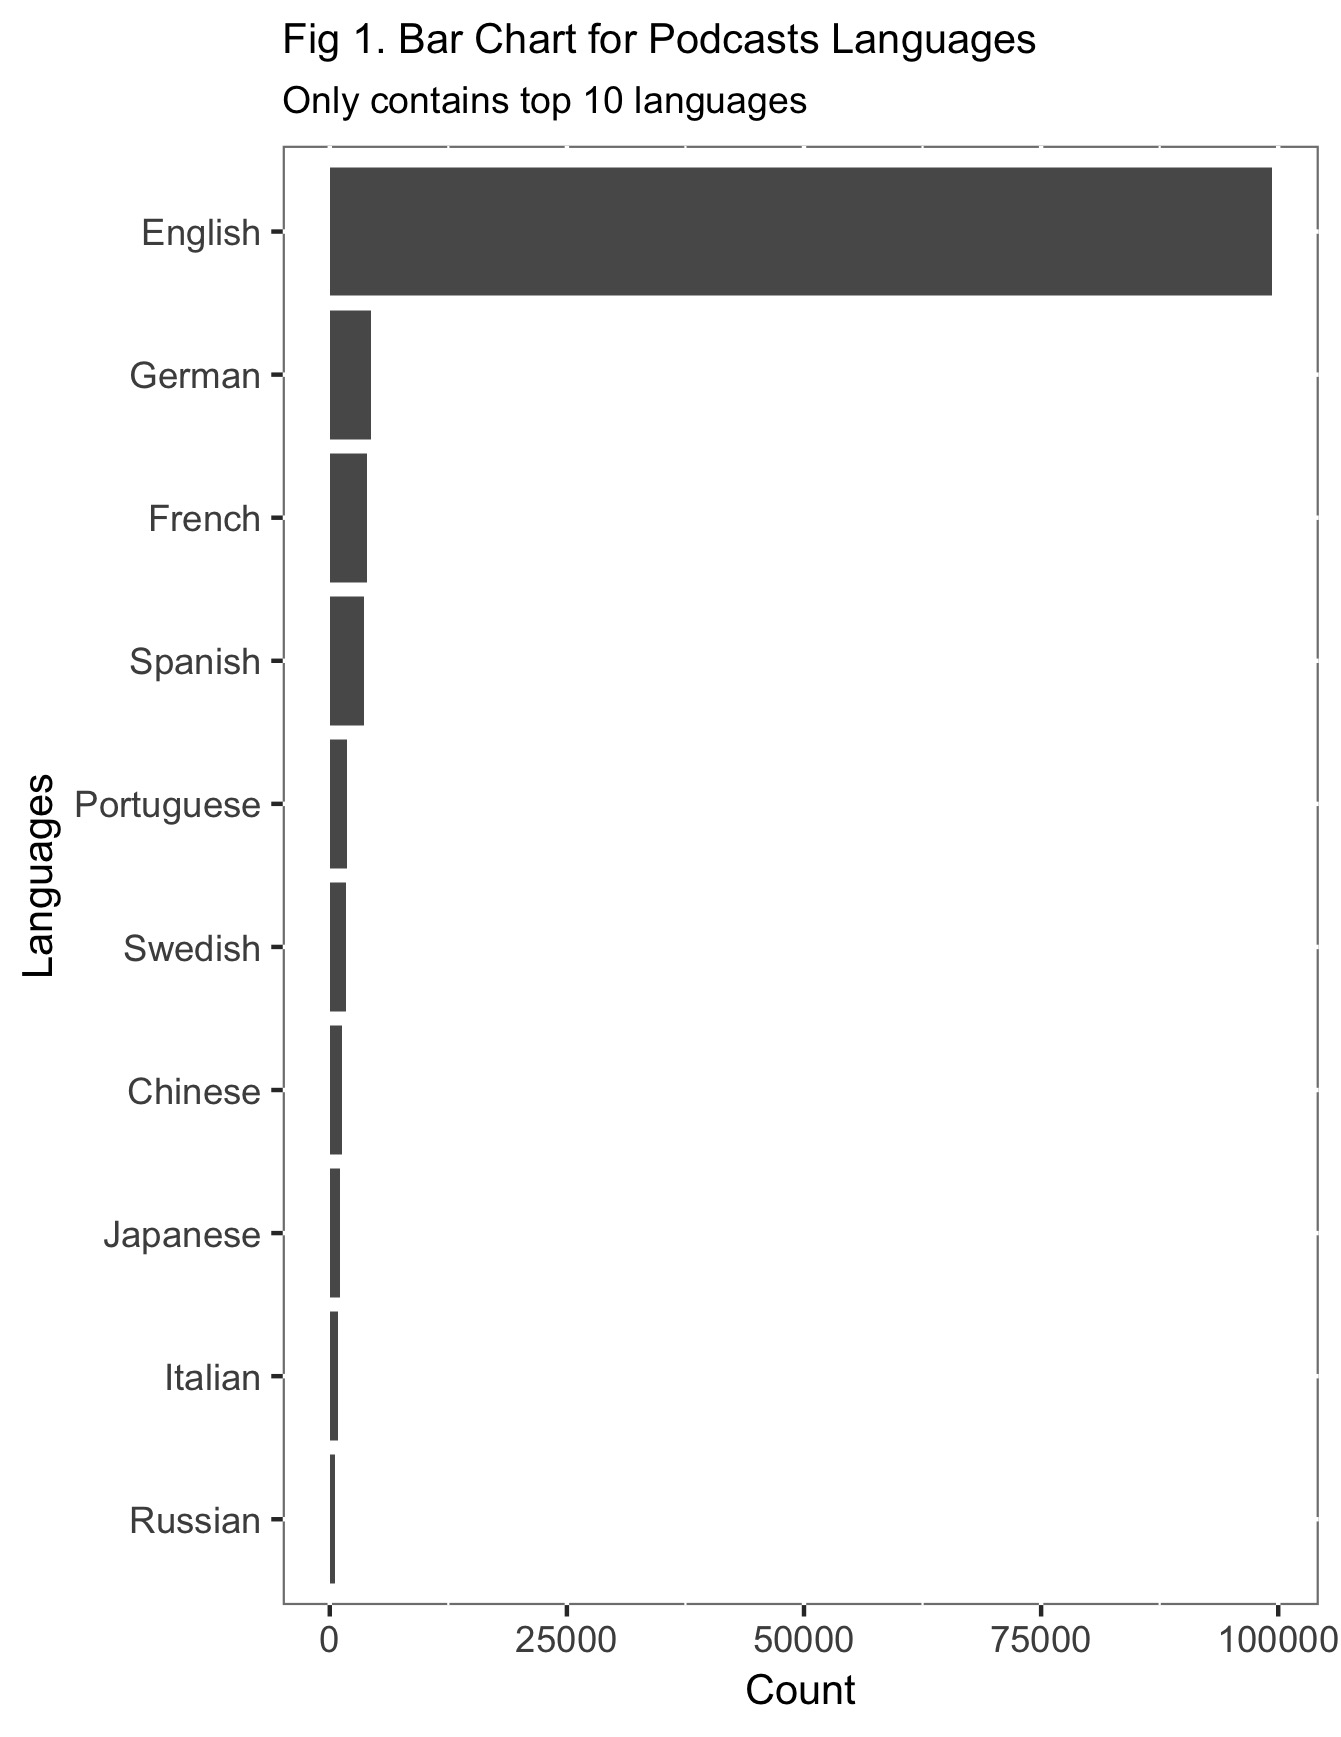 Fig 1. Bar Chart for Podcasts Languages
Only contains top 10 languages
Languages
English
German
French
Spanish
Portuguese
Swedish
Chinese
Japanese
Italian
Russian
0 25000 50000 75000 100000
Count